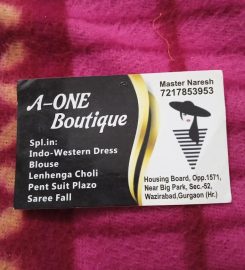 A-ONE
Boutique
Spl.in:
Indo-Western Dress
Blouse
Lenhenga Choli
Pent Suit Plazo
Saree Fall
Master Naresh
7217853953
Housing Board, Opp.1571,
Near Big Park, Sec.-52,
Wazirabad,Gurgaon (Hr.)